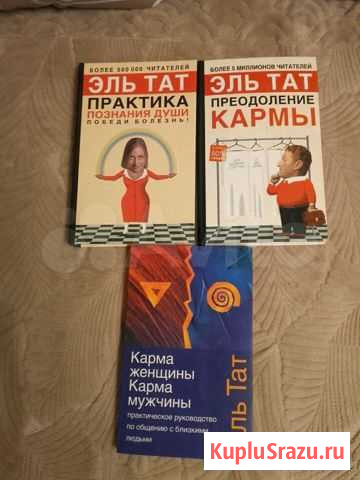 БОЛЕЕ 500 000 ЧИТАТЕЛЕЙ
ЭЛЬ ТАТ
ПРАКТИКА
ПОЗНАНИЯ ДУШИ
ПОБЕДИ БОЛЕЗНЬ!
БОЛЕЕ 5 МИЛЛИОНОВ ЧИТАТЕЛЕЙ
ЭЛЬ ТАТ
ПРЕОДОЛЕНИЕ
КАРМЫ
Карма
женщины
Карма
мужчины
практическое руководство
по общению с близкими
людьми
Эль Тат
KupluSrazu.ru